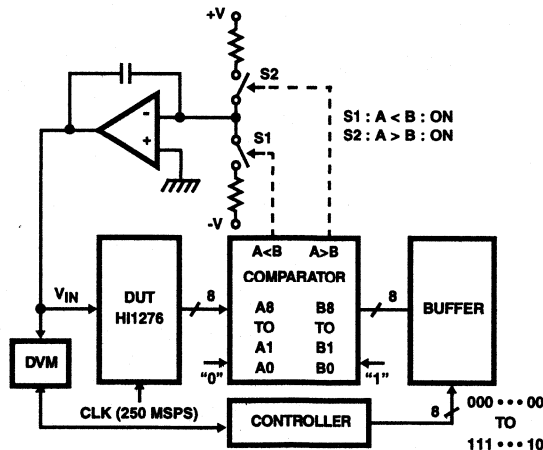 +V
S2
S1 : A < B : ON
S2 : A > B : ON
-
+
S1
-V
A<B A>B
COMPARATOR
DUT
HI1276
VIN
8
A8 B8
TO TO
A1 B1
A0 B0
8
BUFFER
"0"
"1"
DVM
CLK (250 MSPS)
CONTROLLER
8
000 • • • 00
TO
111 • • • 10